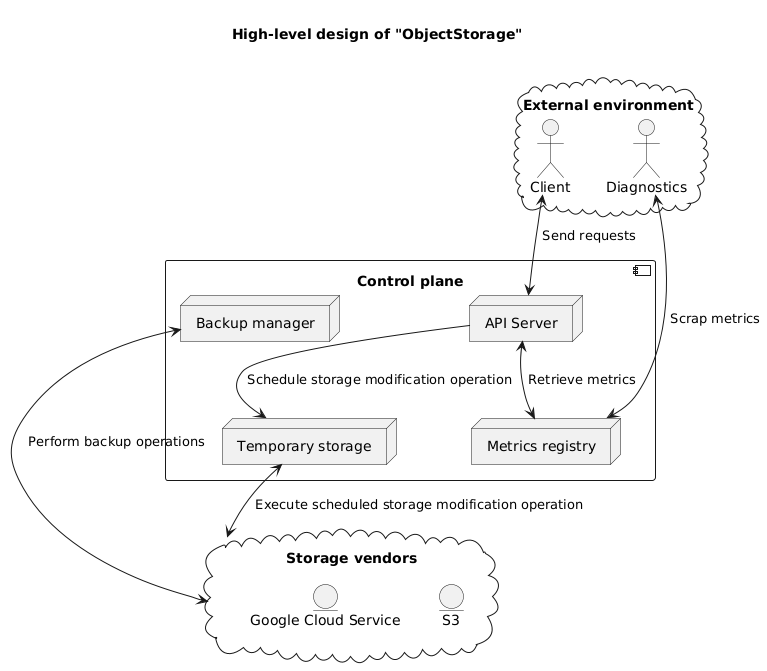 High-level design of "ObjectStorage"
External environment
Client
Diagnostics
Send requests
Control plane
Backup manager
API Server
Scrap metrics
Schedule storage modification operation
Retrieve metrics
Perform backup operations
Temporary storage
Metrics registry
Execute scheduled storage modification operation
Storage vendors
Google Cloud Service
S3